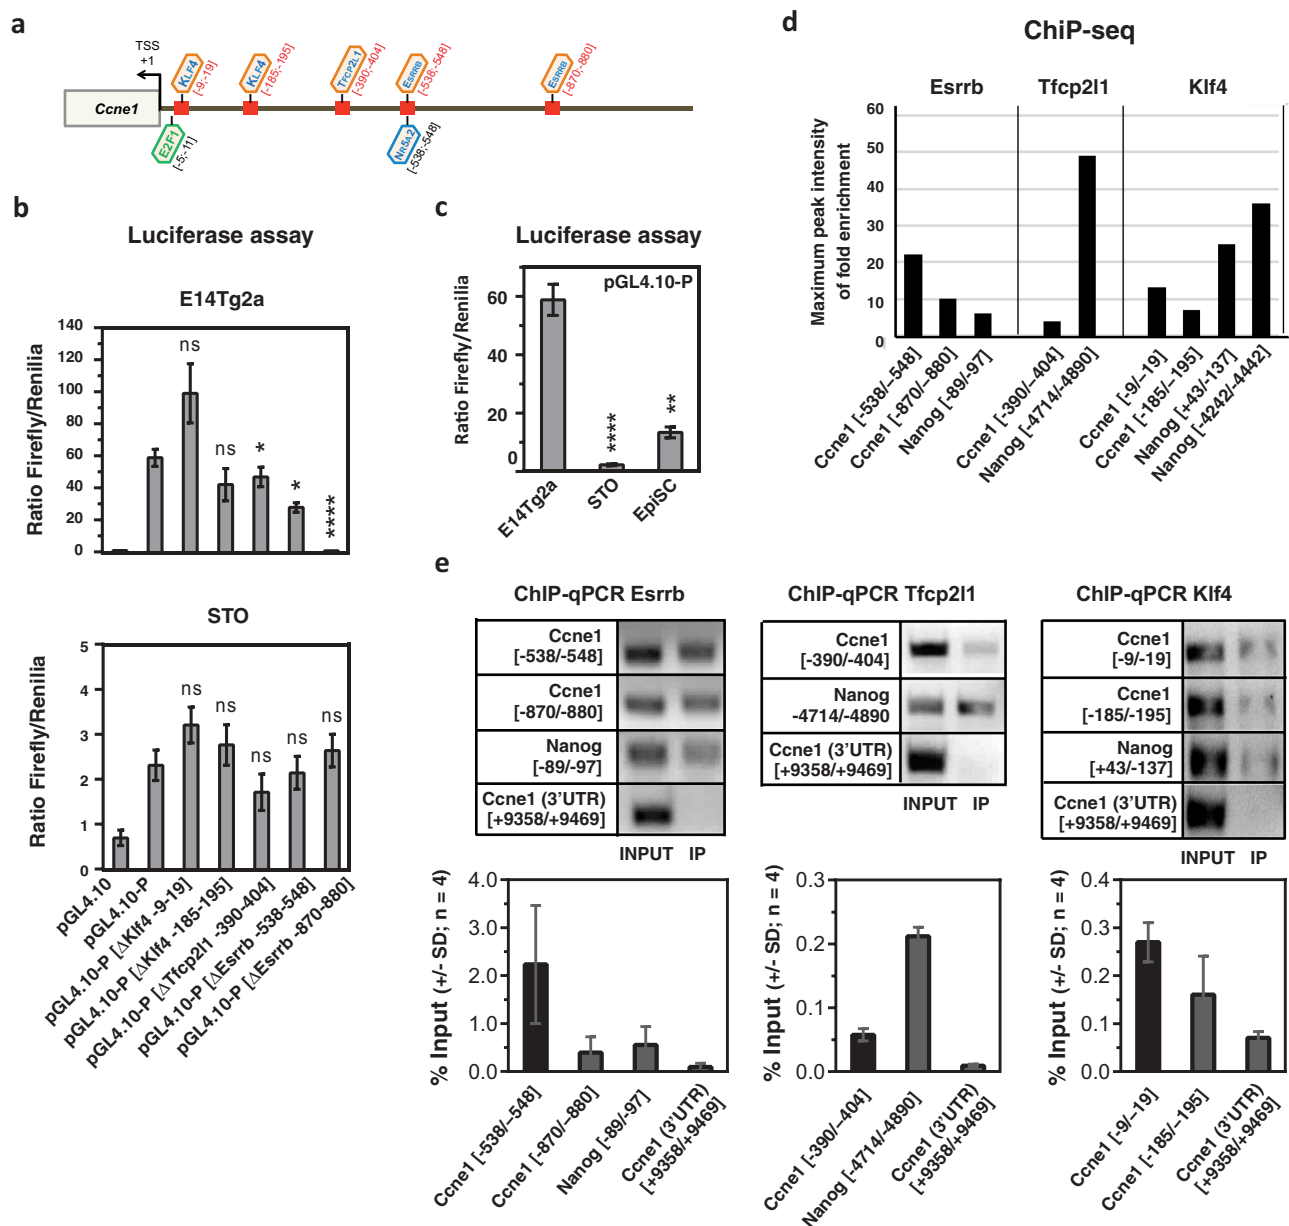 a
TSS
+1
Ccne1
KLF4
[-9;-19]
KLF4
[-185;-195]
TFCP2L1
[-390;-404]
ESRRB
[-538;-548]
ESRRB
[-870;-880]
E2F1
[-5;-11]
NR5A2
[-538;-548]
b
Luciferase assay
E14Tg2a
Ratio Firefly/Renilia
140
120
100
80
60
40
20
0
ns
ns
*
*
****
STO
Ratio Firefly/Renilia
5
4
3
2
1
0
ns
ns
ns
ns
ns
pGL4.10
pGL4.10-P
pGL4.10-P [ΔKlf4 -9-19]
pGL4.10-P [ΔKlf4 -185-195]
pGL4.10-P [ΔTfcp2l1 -390-404]
pGL4.10-P [ΔEsrrb -538-548]
pGL4.10-P [ΔEsrrb -870-880]
c
Luciferase assay
pGL4.10-P
Ratio Firefly/Renilia
60
40
20
0
****
**
E14Tg2a
STO
EpiSC
d
ChiP-seq
Esrrb
Tfcp2l1
Klf4
Maximum peak intensity
of fold enrichment
60
50
40
30
20
10
0
Ccne1 [-538/-548]
Ccne1 [-870/-880]
Nanog [-89/-97]
Ccne1 [-390/-404]
Nanog [-4714/-4890]
Ccne1 [-9/-19]
Ccne1 [-185/-195]
Nanog [+43/-137]
Nanog [-4242/-4442]
e
ChIP-qPCR Esrrb
Ccne1
[-538/-548]
Ccne1
[-870/-880]
Nanog
[-89/-97]
Ccne1 (3'UTR)
[+9358/+9469]
INPUT IP
% Input (+/- SD; n = 4)
4.0
3.0
2.0
1.0
0.0
Ccne1 [-538/-548]
Ccne1 [-870/-880]
Nanog [-89/-97]
Ccne1 (3'UTR)
[+9358/+9469]
ChIP-qPCR Tfcp2l1
Ccne1
[-390/-404]
Nanog
-4714/-4890
Ccne1 (3'UTR)
[+9358/+9469]
INPUT IP
% Input (+/- SD; n = 4)
0.3
0.2
0.1
0.0
Ccne1 [-390/-404]
Nanog [-4714/-4890]
Ccne1 (3'UTR)
[+9358/+9469]
ChIP-qPCR Klf4
Ccne1
[-9/-19]
Ccne1
[-185/-195]
Nanog
[+43/-137]
Ccne1 (3'UTR)
[+9358/+9469]
INPUT IP
% Input (+/- SD; n = 4)
0.4
0.3
0.2
0.1
0.0
Ccne1 [-9/-19]
Ccne1 [-185/-195]
Ccne1 (3'UTR)
[+9358/+9469]